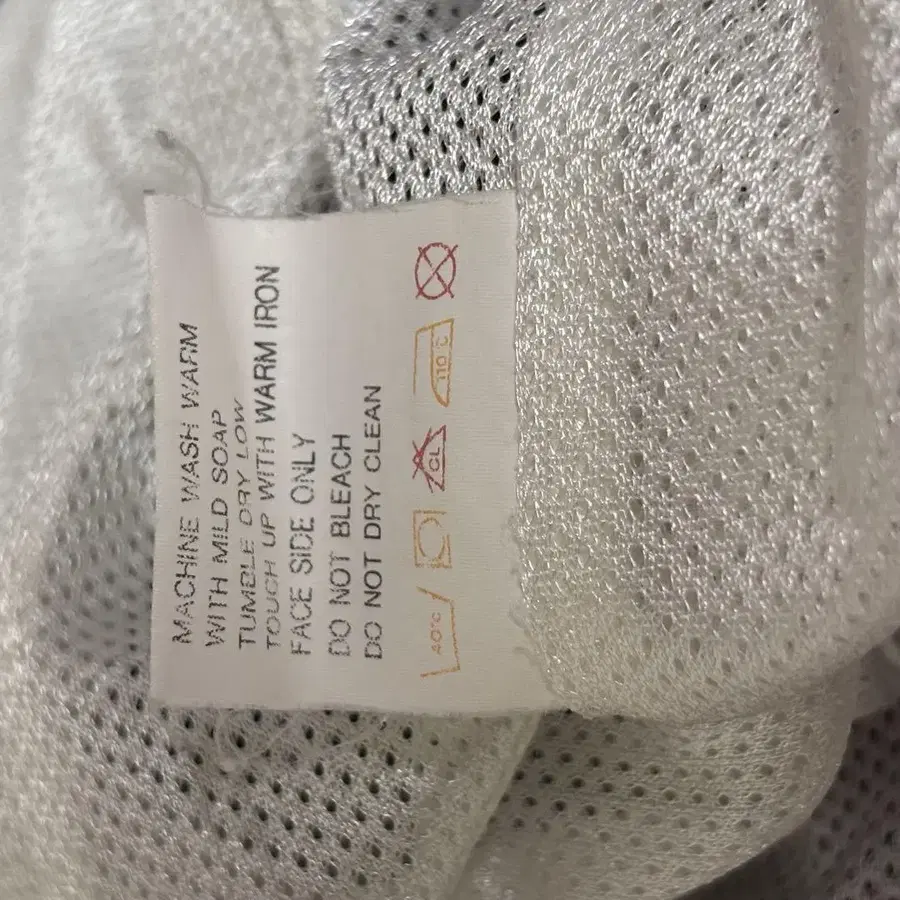 MACHINE WASH WARM
WITH MILD SOAP
TUMBLE DRY LOW
TOUCH UP WITH WARM IRON
FACE SIDE ONLY
DO NOT BLEACH
DO NOT DRY CLEAN
40°C CL 110°C